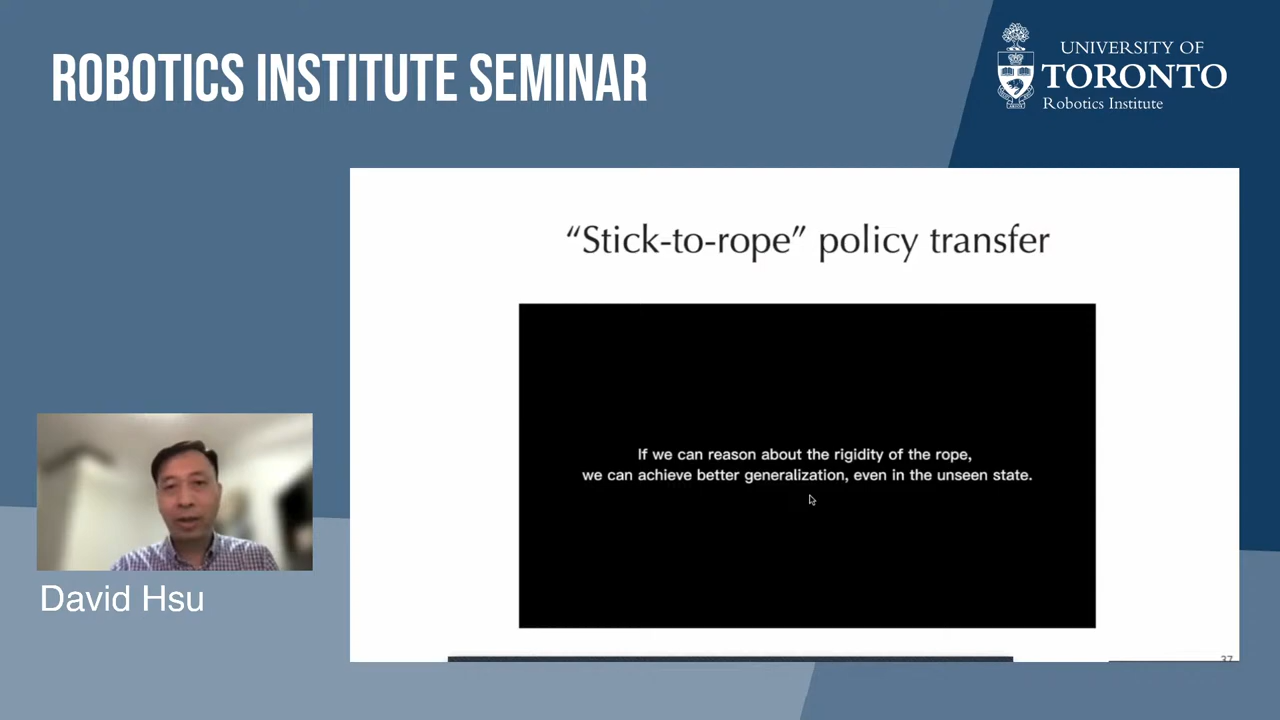 ROBOTICS INSTITUTE SEMINAR
UNIVERSITY OF
TORONTO
Robotics Institute
“Stick-to-rope” policy transfer
If we can reason about the rigidity of the rope,
we can achieve better generalization, even in the unseen state.
David Hsu
37